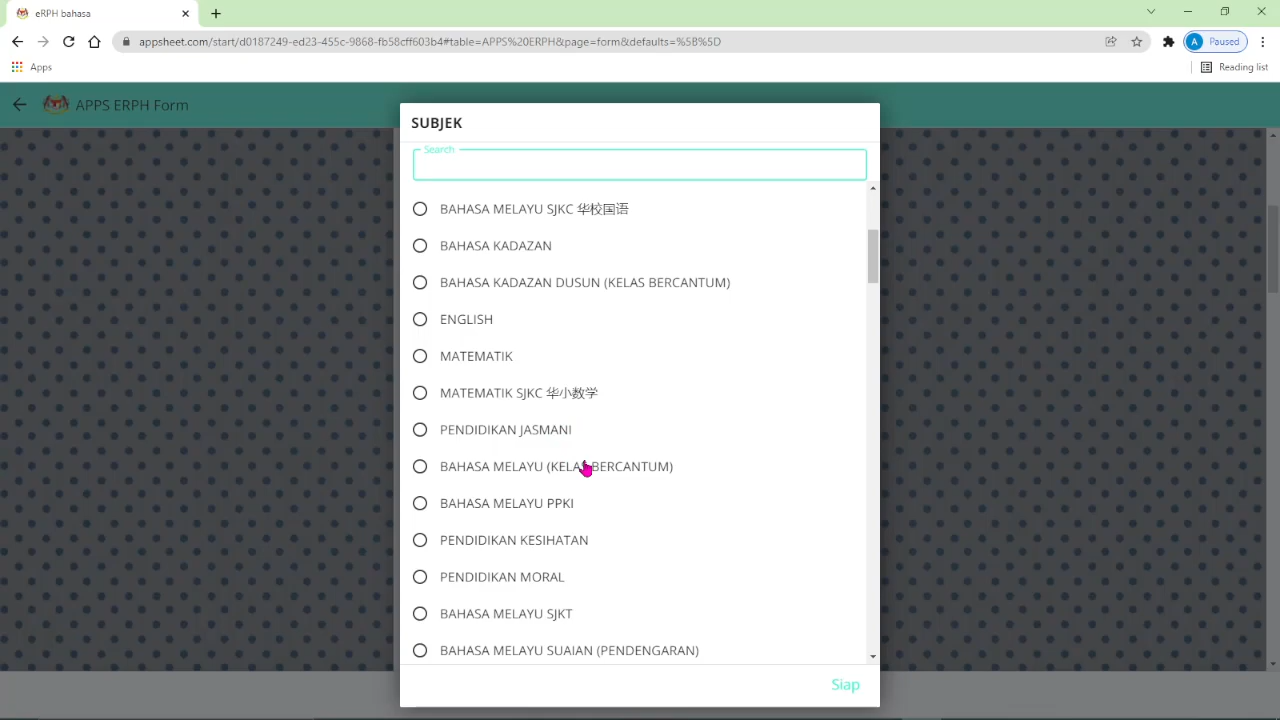 eRPH bahasa
appsheet.com/start/d0187249-ed23-455c-9868-fb58cff603b4#table=APPS%20ERPH&page=form&defaults=%5B%5D
A Paused
Apps
Reading list
APPS ERPH Form
SUBJEK
Search
BAHASA MELAYU SJKC 华校国语
BAHASA KADAZAN
BAHASA KADAZAN DUSUN (KELAS BERCANTUM)
ENGLISH
MATEMATIK
MATEMATIK SJKC 华小数学
PENDIDIKAN JASMANI
BAHASA MELAYU (KELAS BERCANTUM)
BAHASA MELAYU PPKI
PENDIDIKAN KESIHATAN
PENDIDIKAN MORAL
BAHASA MELAYU SJKT
BAHASA MELAYU SUAIAN (PENDENGARAN)
Siap